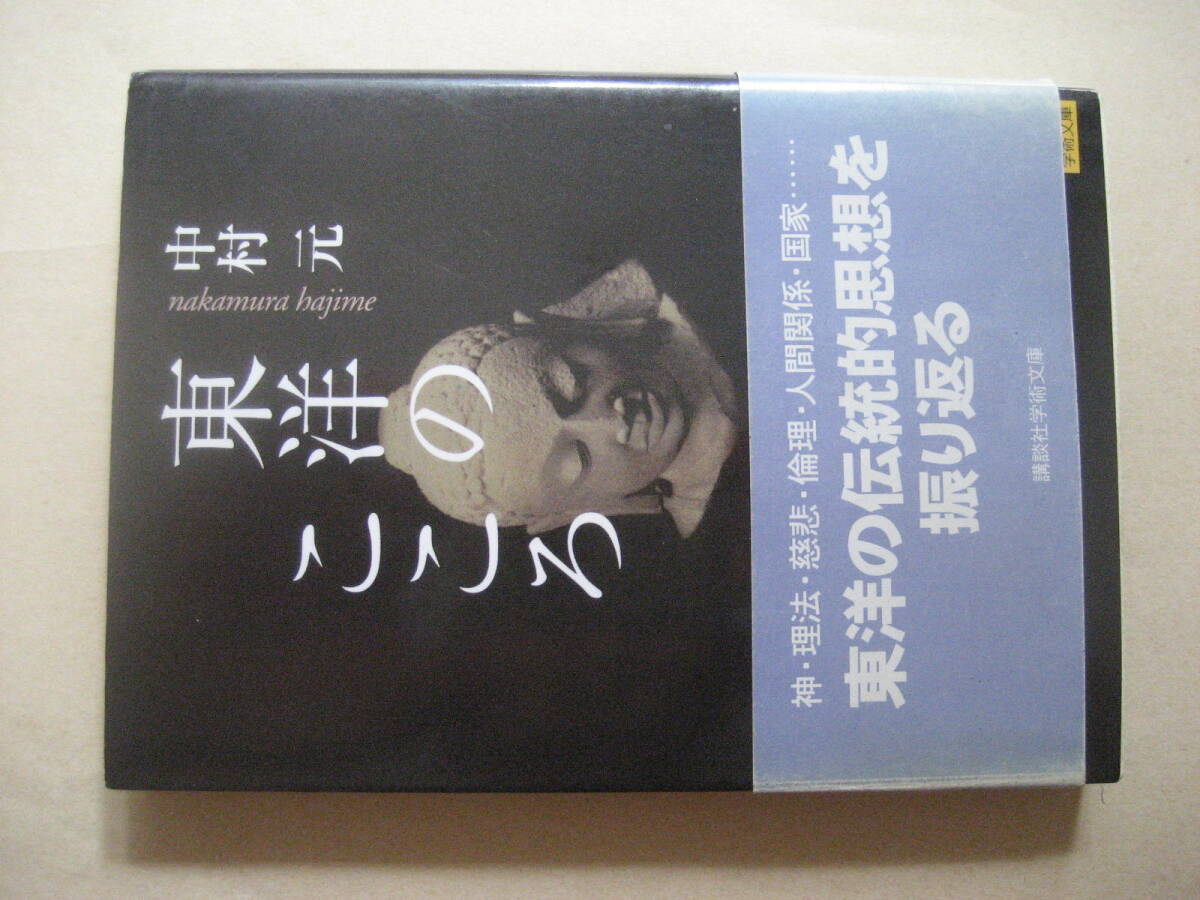 中村 元
nakamura hajime
東洋の
こころ
神・理法・慈悲・倫理・人間関係・国家……
東洋の伝統的思想を
振り返る
講談社学術文庫
学術文庫